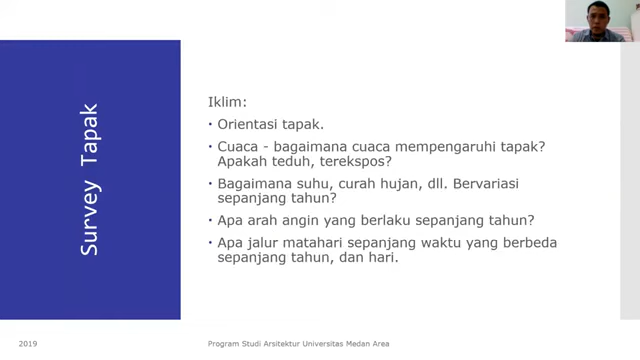 Survey Tapak
Iklim:
• Orientasi tapak.
• Cuaca - bagaimana cuaca mempengaruhi tapak?
Apakah teduh, terekspos?
• Bagaimana suhu, curah hujan, dll. Bervariasi
sepanjang tahun?
• Apa arah angin yang berlaku sepanjang tahun?
• Apa jalur matahari sepanjang waktu yang berbeda
sepanjang tahun, dan hari.
2019
Program Studi Arsitektur Universitas Medan Area